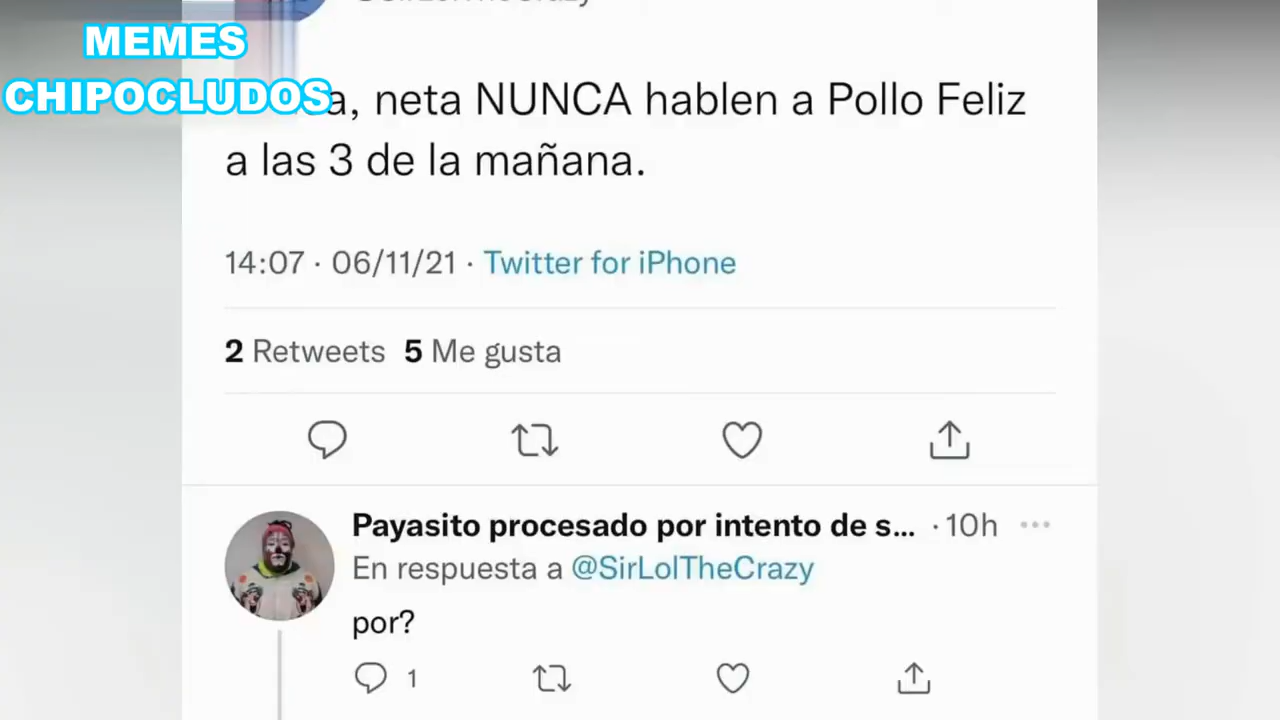 MEMES
CHIPOCLUDOS
a, neta NUNCA hablen a Pollo Feliz
a las 3 de la mañana.
14:07 · 06/11/21 · Twitter for iPhone
2 Retweets 5 Me gusta
Payasito procesado por intento de s... · 10h
En respuesta a @SirLolTheCrazy
por?
1